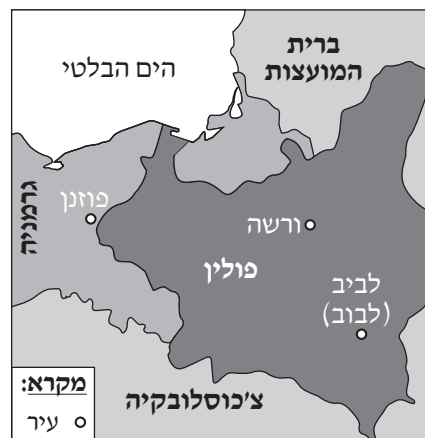 ברית
המועצות
הים הבלטי
גרמניה
פוזנן
ורשה
פולין
לביב
(לבוב)
צ'כוסלובקיה
מקרא:
עיר